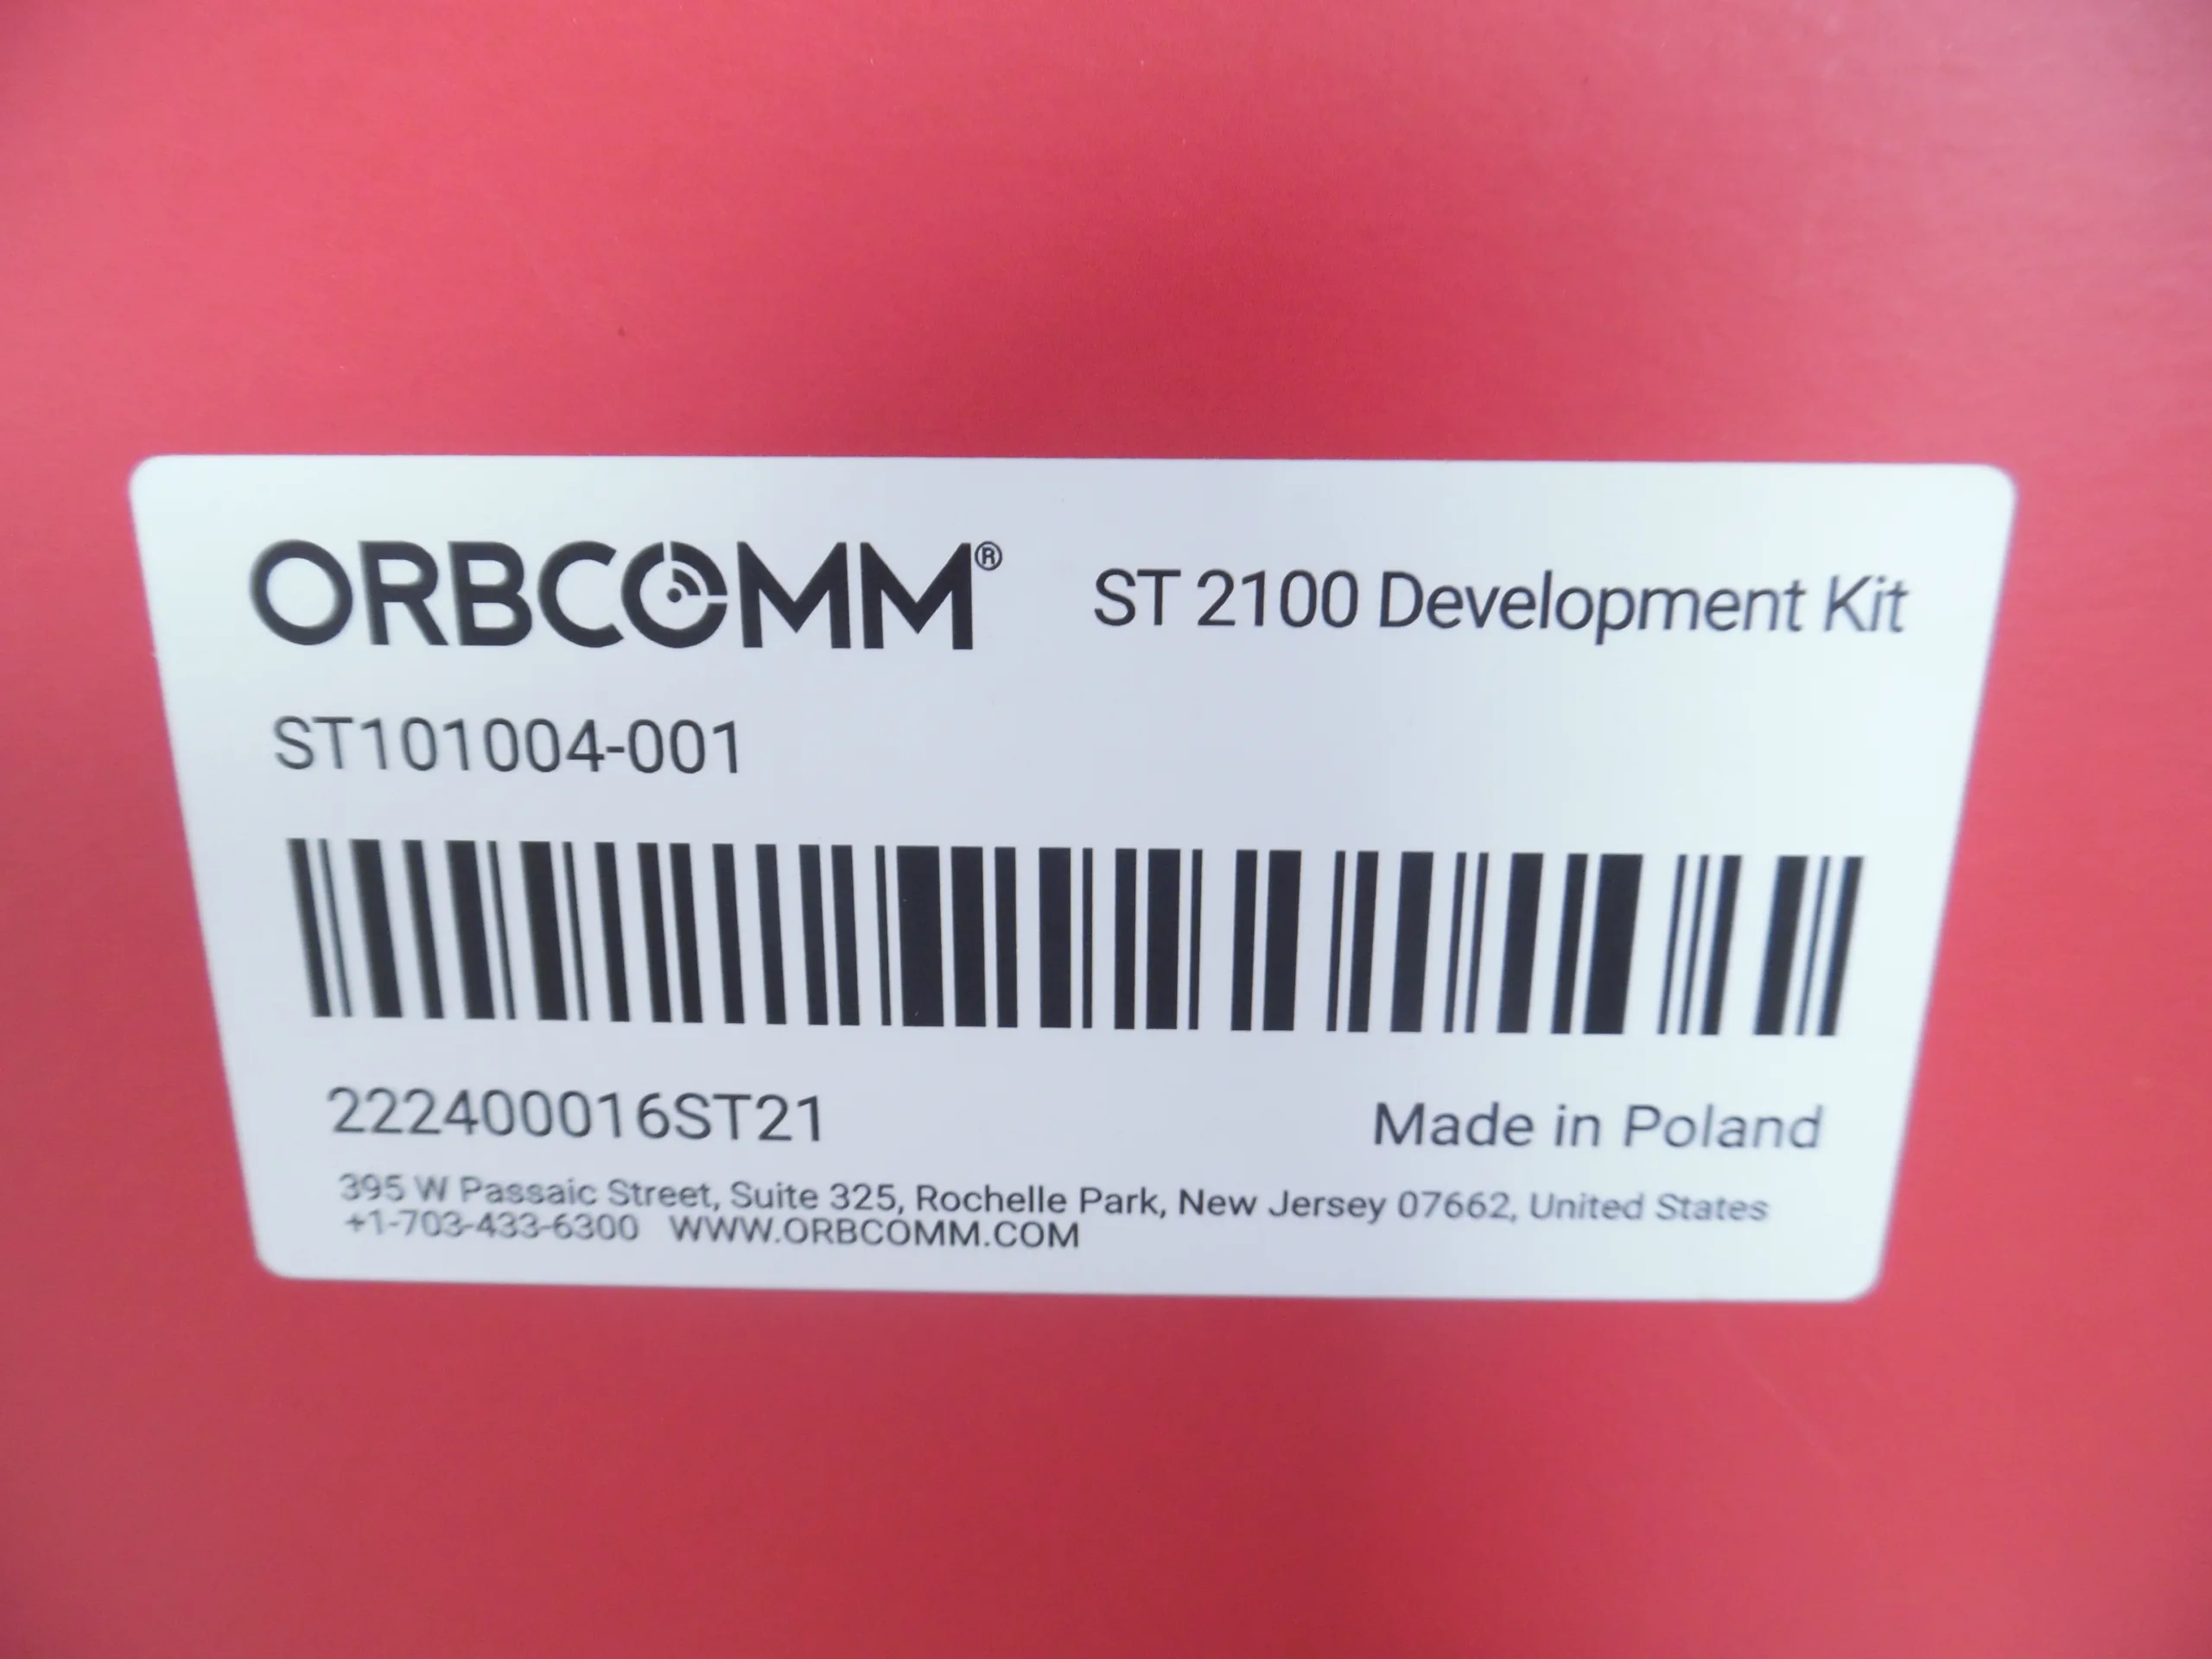 ORBCOMM® ST 2100 Development Kit
ST101004-001
222400016ST21 Made in Poland
395 W Passaic Street, Suite 325, Rochelle Park, New Jersey 07662, United States
+1-703-433-6300 WWW.ORBCOMM.COM